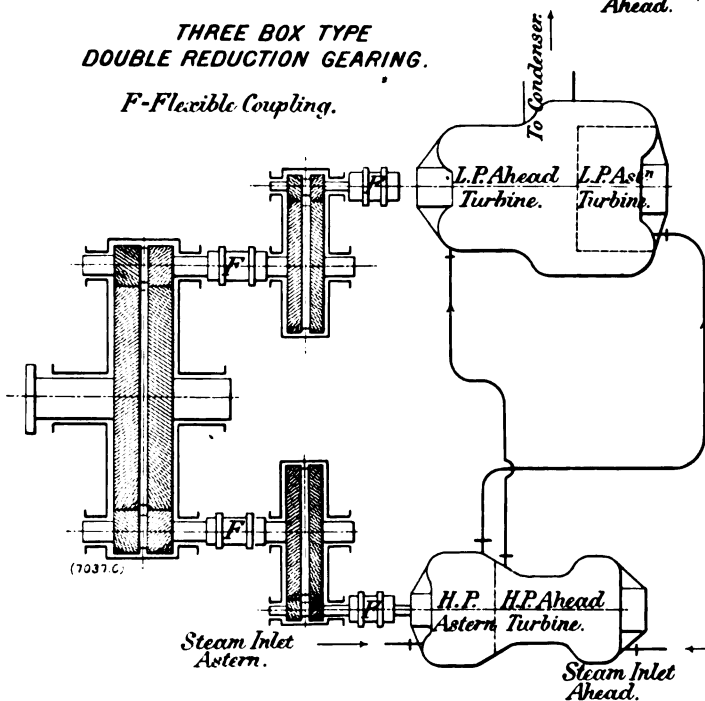 Ahead.
THREE BOX TYPE
DOUBLE REDUCTION GEARING.
F-Flexible Coupling.
To Condenser.
F
L.P. Ahead
Turbine.
L.P. Astn
Turbine.
F
F
(7037.C.)
F
H.P.
Astern
H.P. Ahead
Turbine.
Steam Inlet
Astern.
Steam Inlet
Ahead.